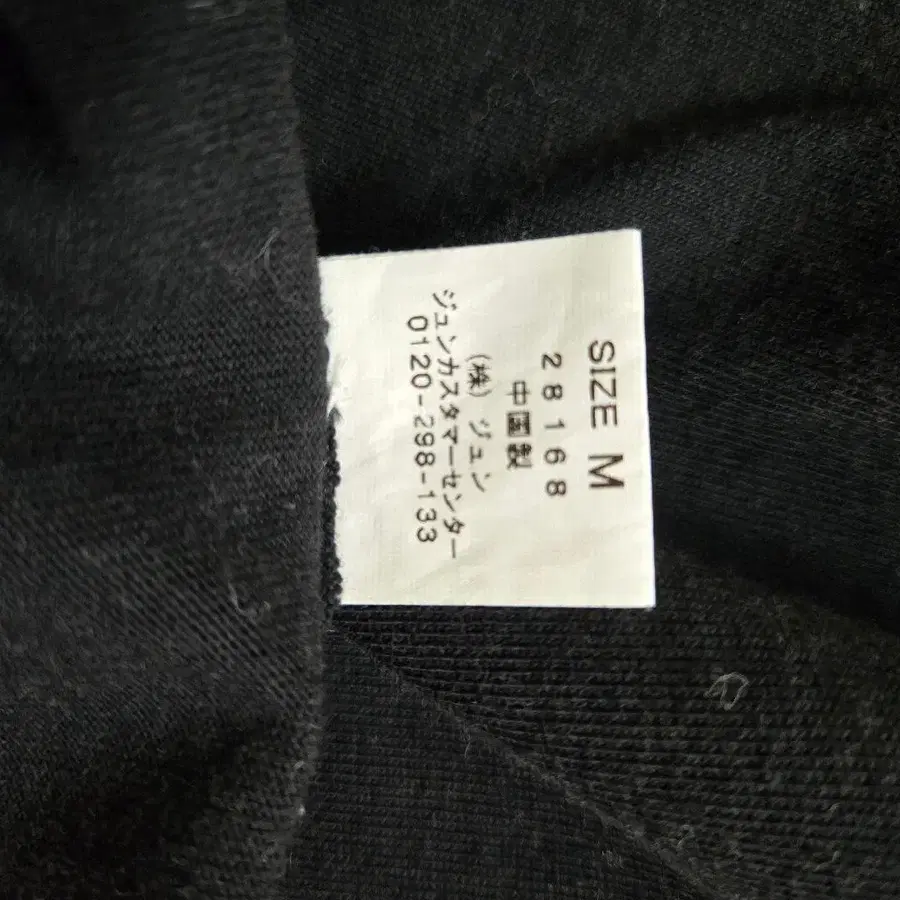 SIZE M
28168
中国製
(株) ジュン
ジュンカスタマーセンター
0120-298-133